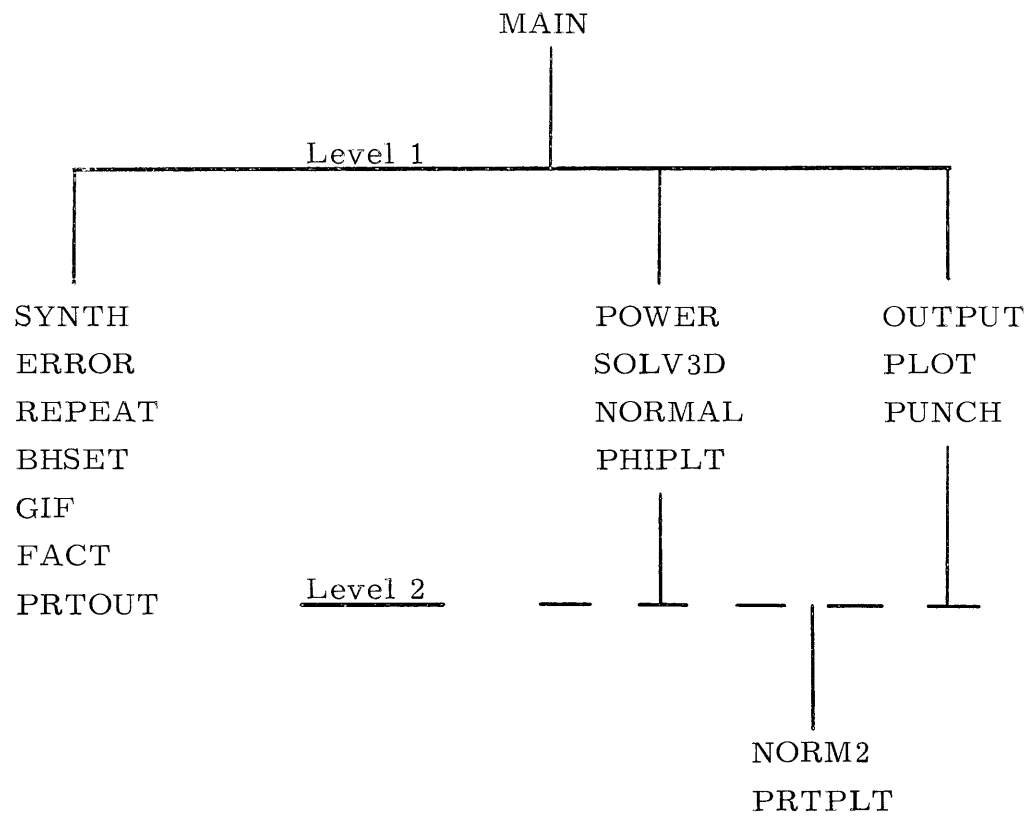 MAIN
Level 1
SYNTH
ERROR
REPEAT
BHSET
GIF
FACT
PRTOUT
POWER
SOLV3D
NORMAL
PHIPLT
OUTPUT
PLOT
PUNCH
Level 2
NORM2
PRTPLT